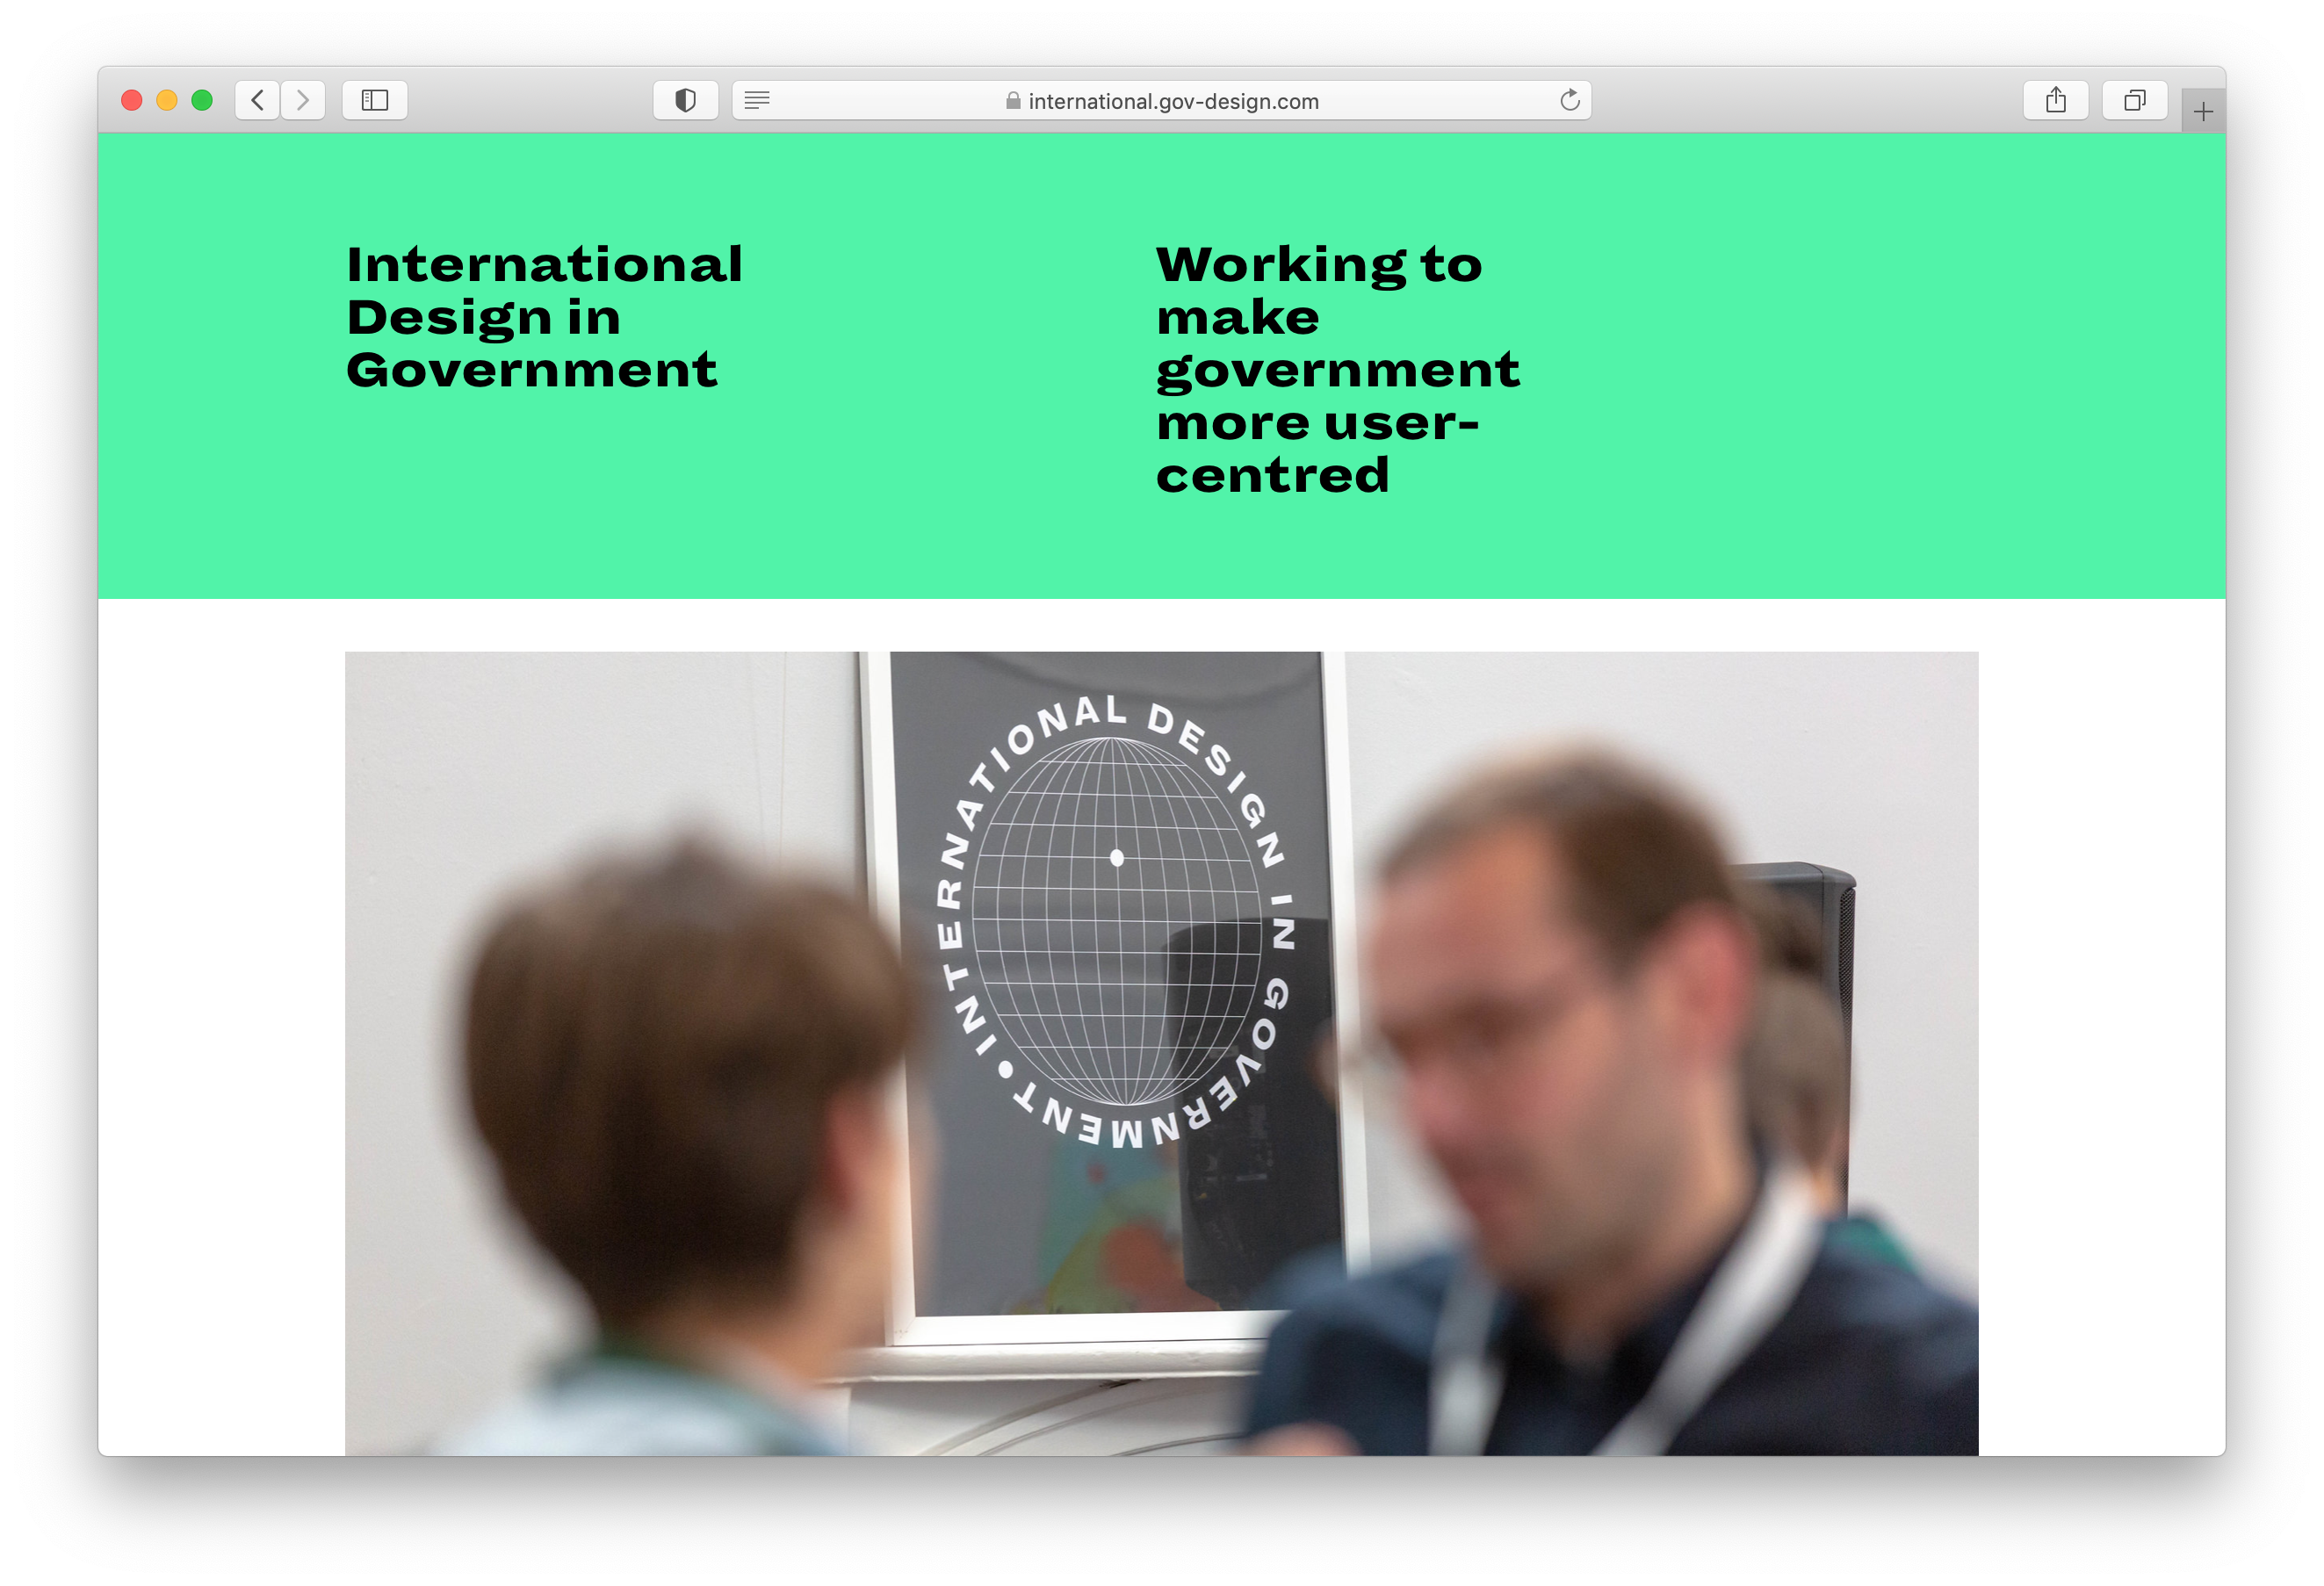 international.gov-design.com
International
Design in
Government
Working to
make
government
more user-
centred
INTERNATIONAL DESIGN IN GOVERNMENT •